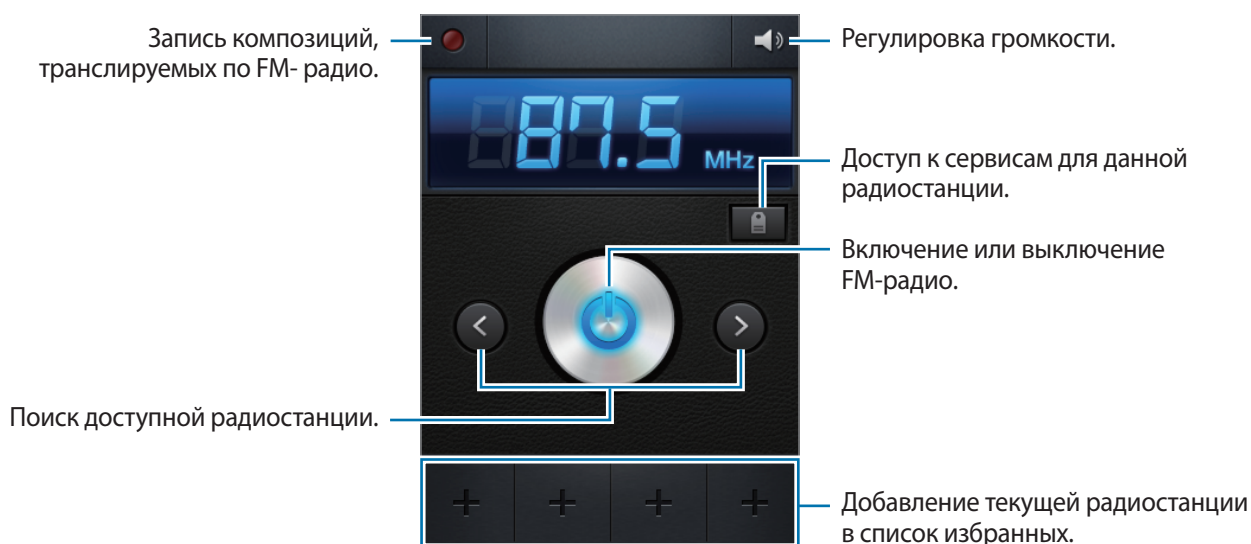 Запись композиций,
транслируемых по FM- радио.
Регулировка громкости.
87.5 MHz
Доступ к сервисам для данной
радиостанции.
Включение или выключение
FM-радио.
Поиск доступной радиостанции.
Добавление текущей радиостанции
в список избранных.